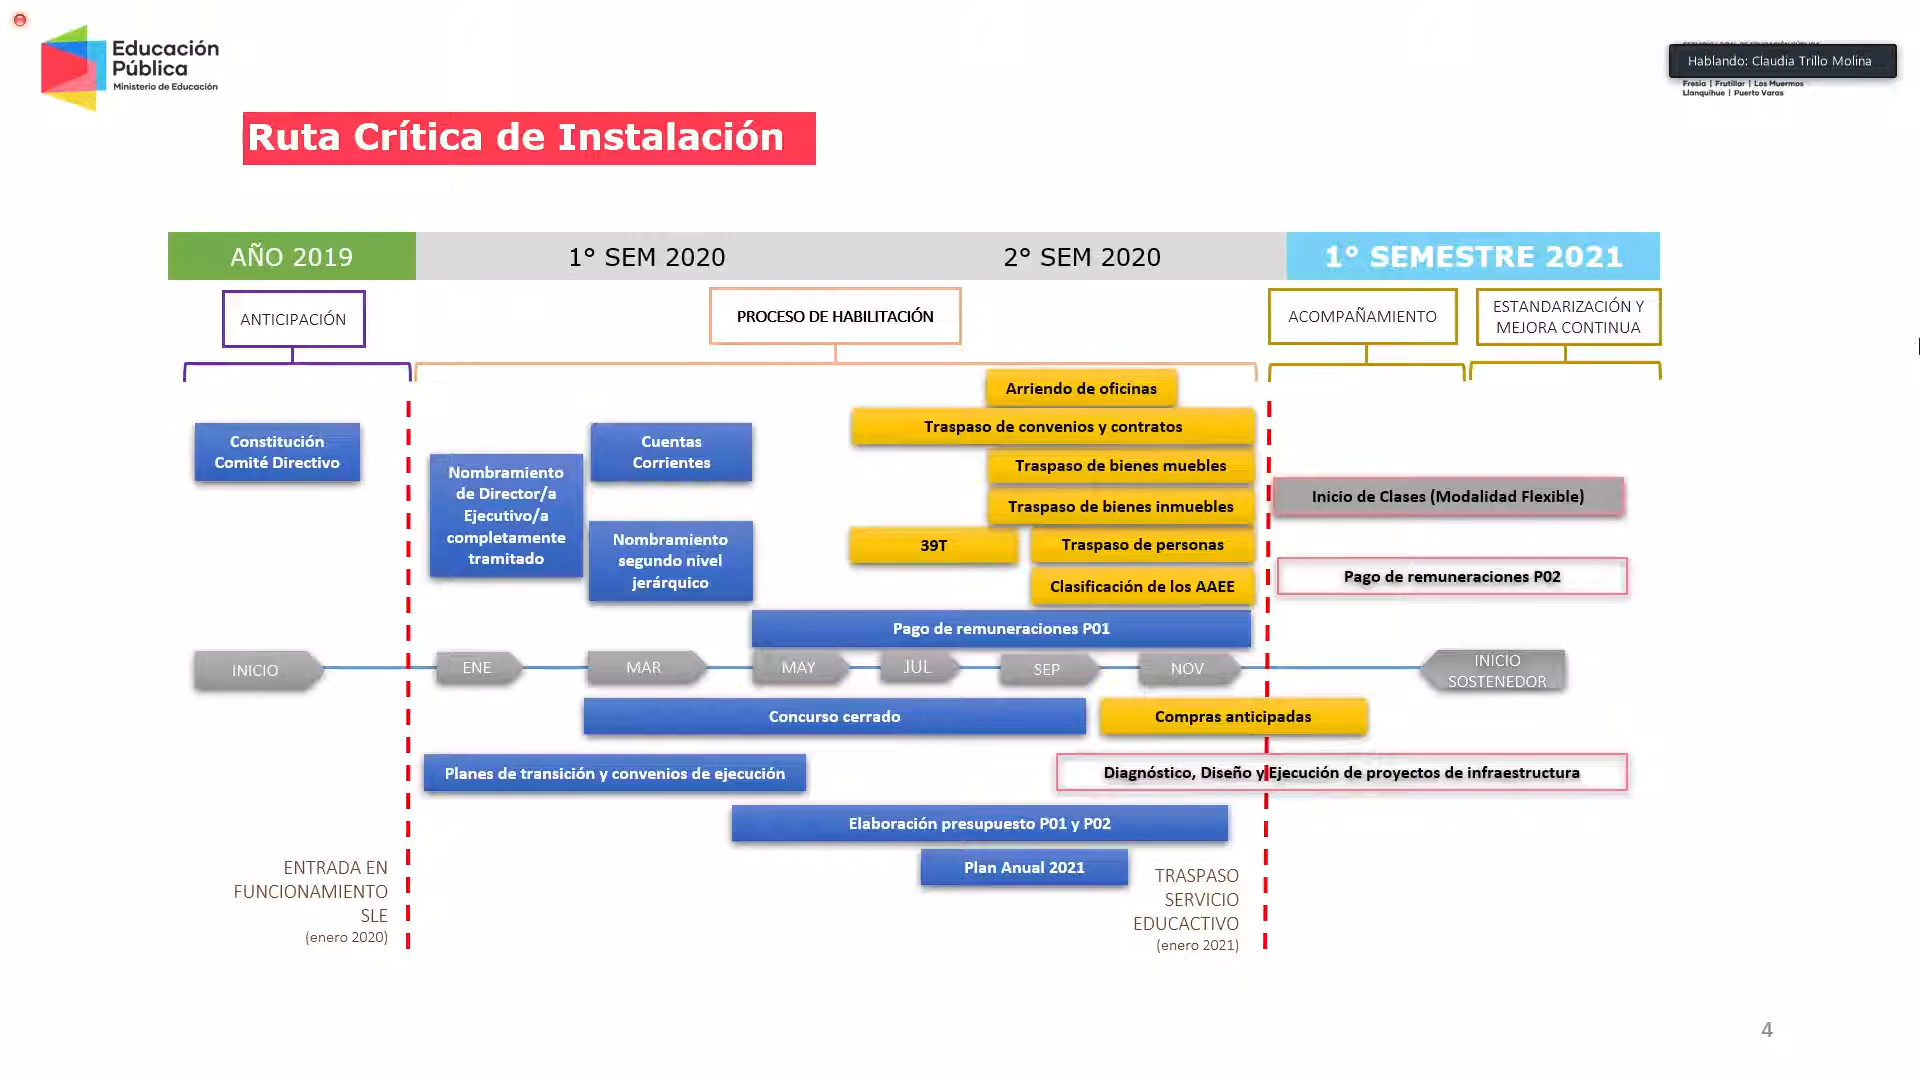 Educación
Pública
Ministerio de Educación
Hablando: Claudia Trillo Molina
Fresia | Frutillar | Los Muermos
Llanquihue | Puerto Varas
Ruta Crítica de Instalación
AÑO 2019
1° SEM 2020
2° SEM 2020
1° SEMESTRE 2021
ANTICIPACIÓN
PROCESO DE HABILITACIÓN
ACOMPAÑAMIENTO
ESTANDARIZACIÓN Y
MEJORA CONTINUA
Constitución
Comité Directivo
Nombramiento
de Director/a
Ejecutivo/a
completamente
tramitado
Cuentas
Corrientes
Nombramiento
segundo nivel
jerárquico
Arriendo de oficinas
Traspaso de convenios y contratos
Traspaso de bienes muebles
Traspaso de bienes inmuebles
39T
Traspaso de personas
Clasificación de los AAEE
Pago de remuneraciones P01
Inicio de Clases (Modalidad Flexible)
Pago de remuneraciones P02
INICIO
ENE
MAR
MAY
JUL
SEP
NOV
INICIO
SOSTENEDOR
Concurso cerrado
Compras anticipadas
Planes de transición y convenios de ejecución
Diagnóstico, Diseño y Ejecución de proyectos de infraestructura
Elaboración presupuesto P01 y P02
Plan Anual 2021
ENTRADA EN
FUNCIONAMIENTO
SLE
(enero 2020)
TRASPASO
SERVICIO
EDUCACTIVO
(enero 2021)
4